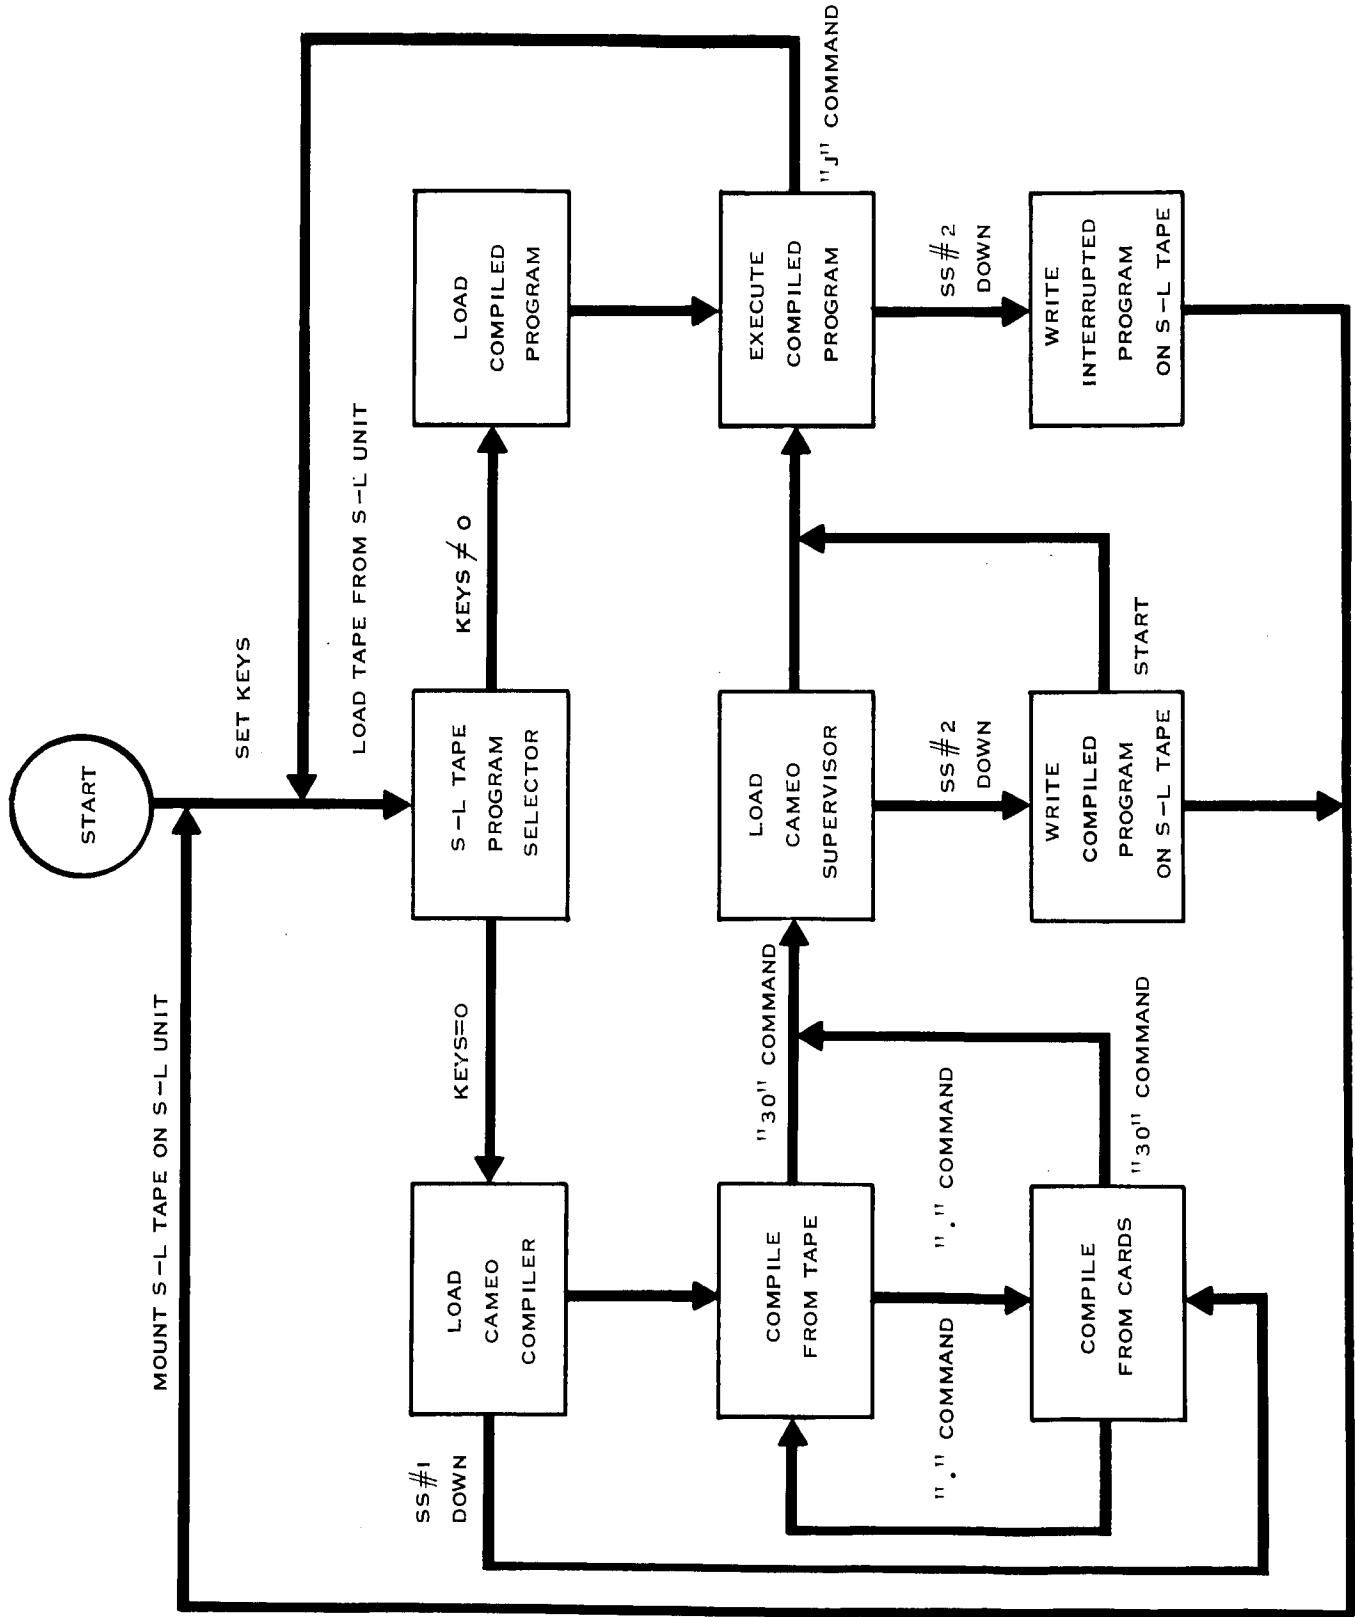 START
MOUNT S-L TAPE ON S-L UNIT
SET KEYS
LOAD TAPE FROM S-L UNIT
S-L TAPE
PROGRAM
SELECTOR
KEYS=0
KEYS ≠ 0
LOAD
CAMEO
COMPILER
LOAD
COMPILED
PROGRAM
SS#1
DOWN
COMPILE
FROM TAPE
"30" COMMAND
LOAD
CAMEO
SUPERVISOR
EXECUTE
COMPILED
PROGRAM
"J" COMMAND
"." COMMAND
"." COMMAND
SS#2
DOWN
SS#2
DOWN
COMPILE
FROM CARDS
"30" COMMAND
WRITE
COMPILED
PROGRAM
ON S-L TAPE
START
WRITE
INTERRUPTED
PROGRAM
ON S-L TAPE